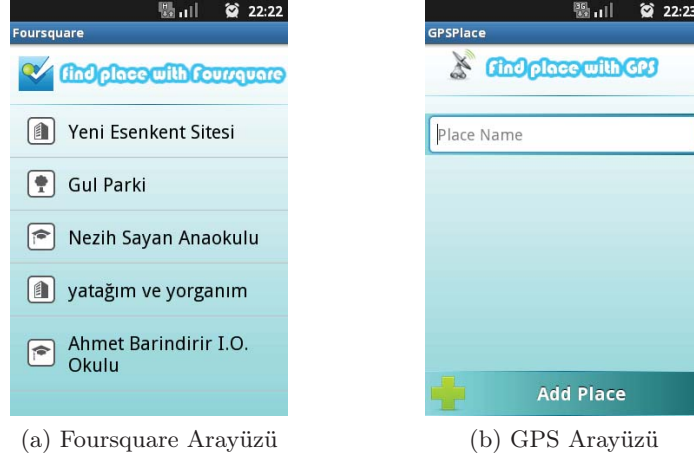 22:22
Foursquare
find place with Foursquare
Yeni Esenkent Sitesi
Gul Parki
Nezih Sayan Anaokulu
yatağım ve yorganım
Ahmet Barindirir I.O.
Okulu
(a) Foursquare Arayüzü
3G 22:23
GPSPlace
Find place with GPS
Place Name
Add Place
(b) GPS Arayüzü